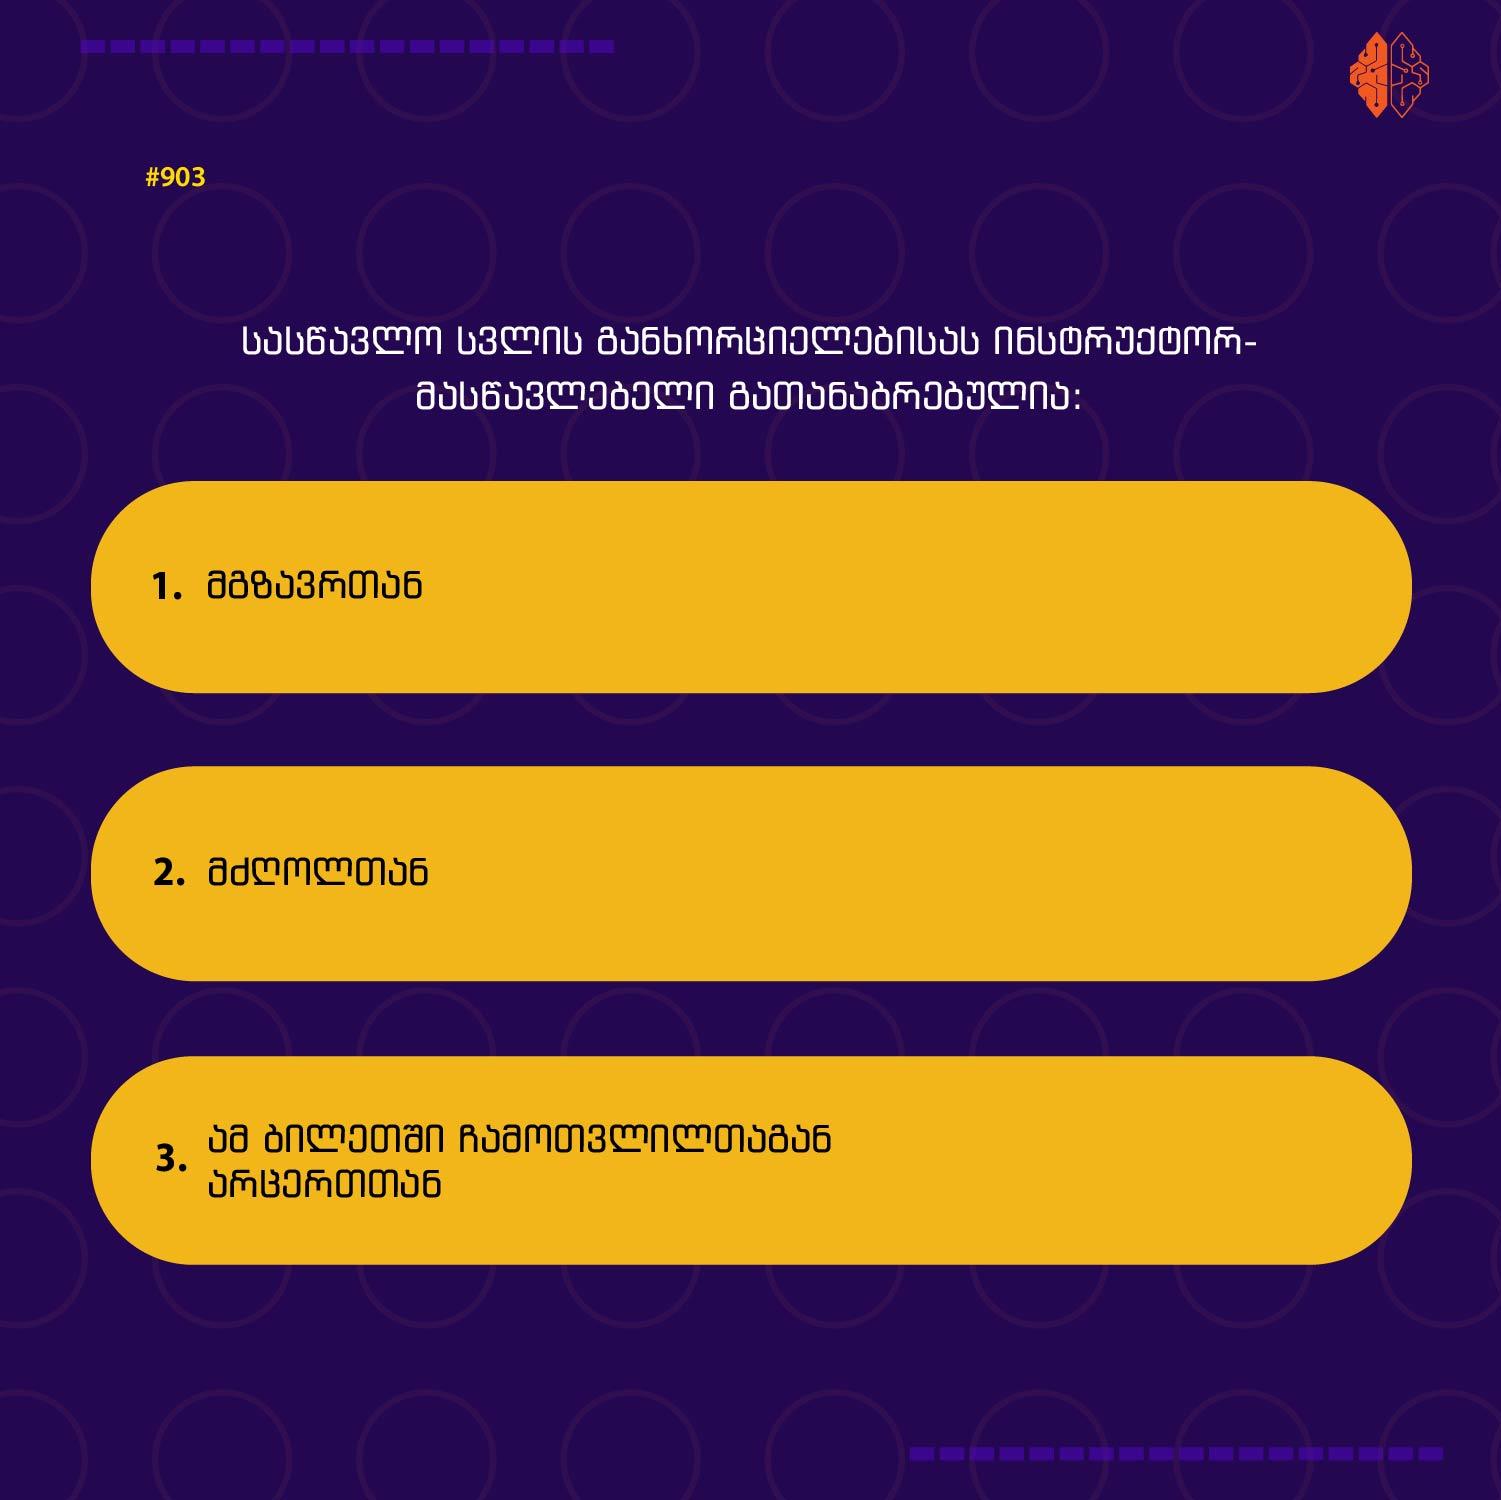 #903
სასწავლო სვლის განხორციელებისას ინსტრუქტორ-
მასწავლებელი გათანაბრებულია:
1. მგზავრთან
2. მძღოლთან
3. ამ ბილეთში ჩამოთვლილთაგან
არცერთთან